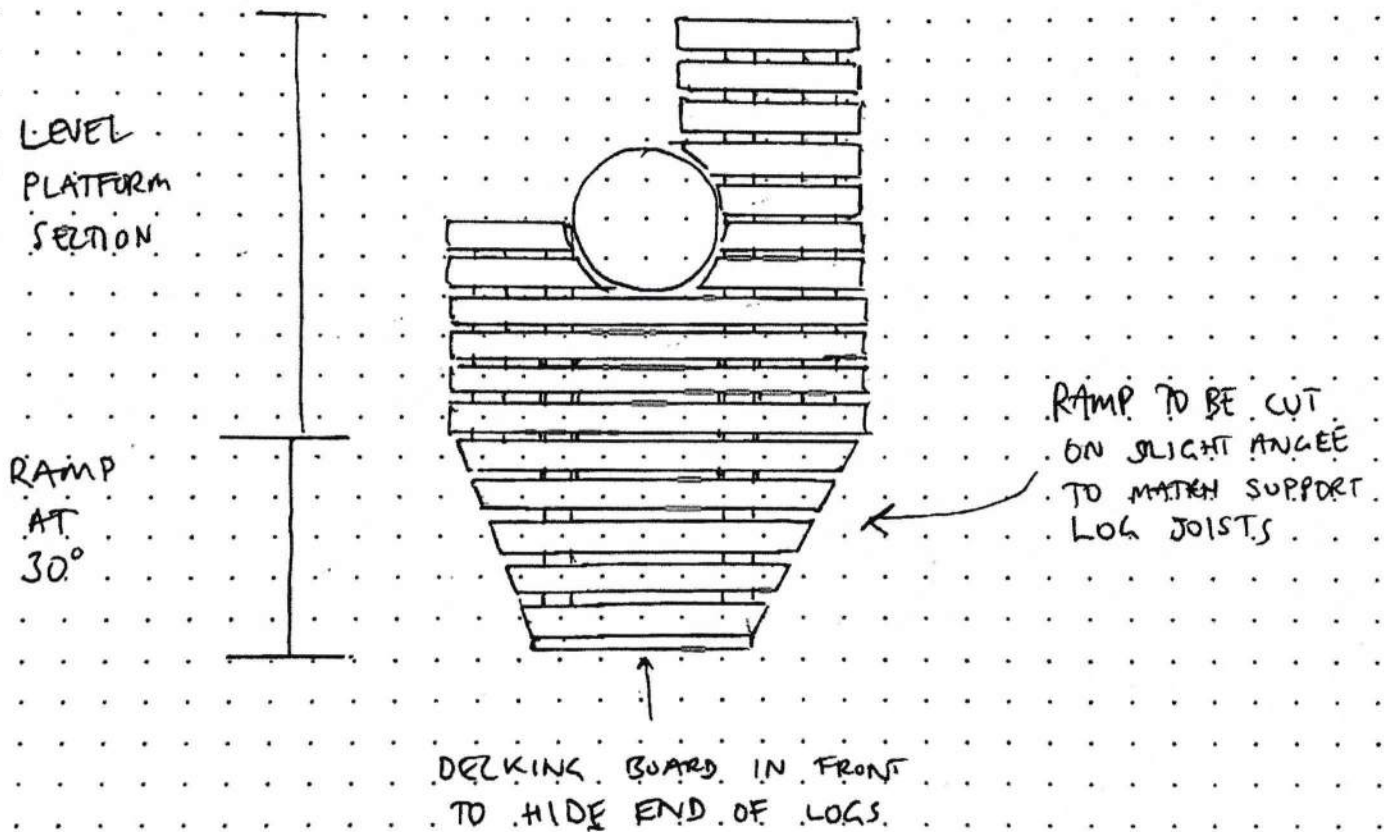 LEVEL
PLATFORM
SECTION
RAMP
AT
30°
RAMP TO BE CUT
ON SLIGHT ANGLE
TO MATCH SUPPORT
LOG JOISTS
DECKING BOARD IN FRONT
TO HIDE END OF LOGS